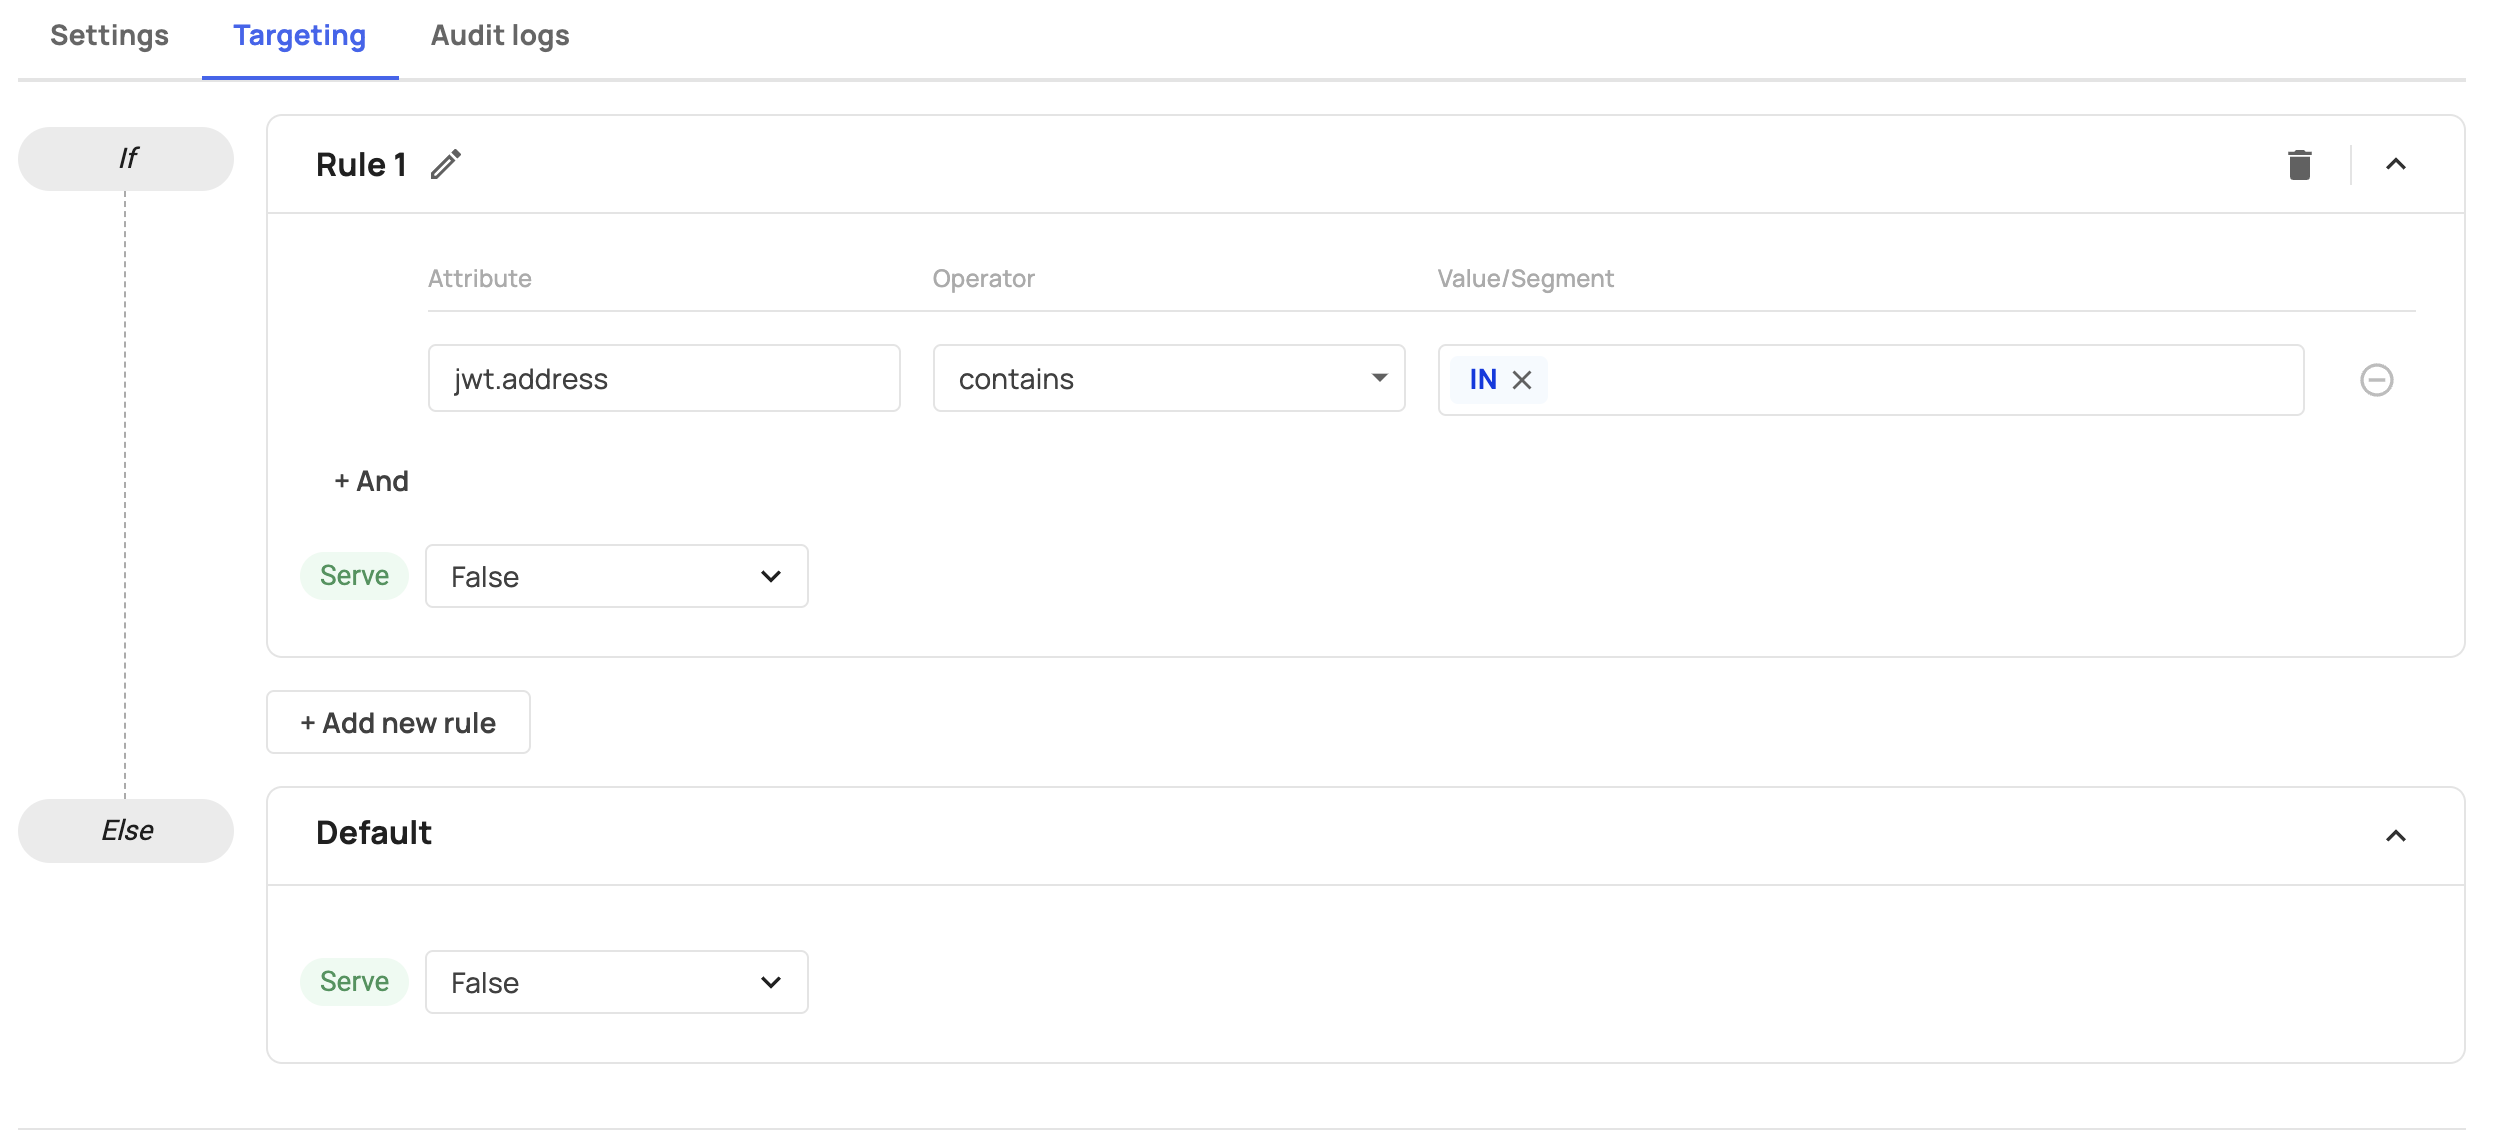 Settings Targeting Audit logs
If
Rule 1
Attribute Operator Value/Segment
jwt.address contains IN
+ And
Serve False
+ Add new rule
Else
Default
Serve False